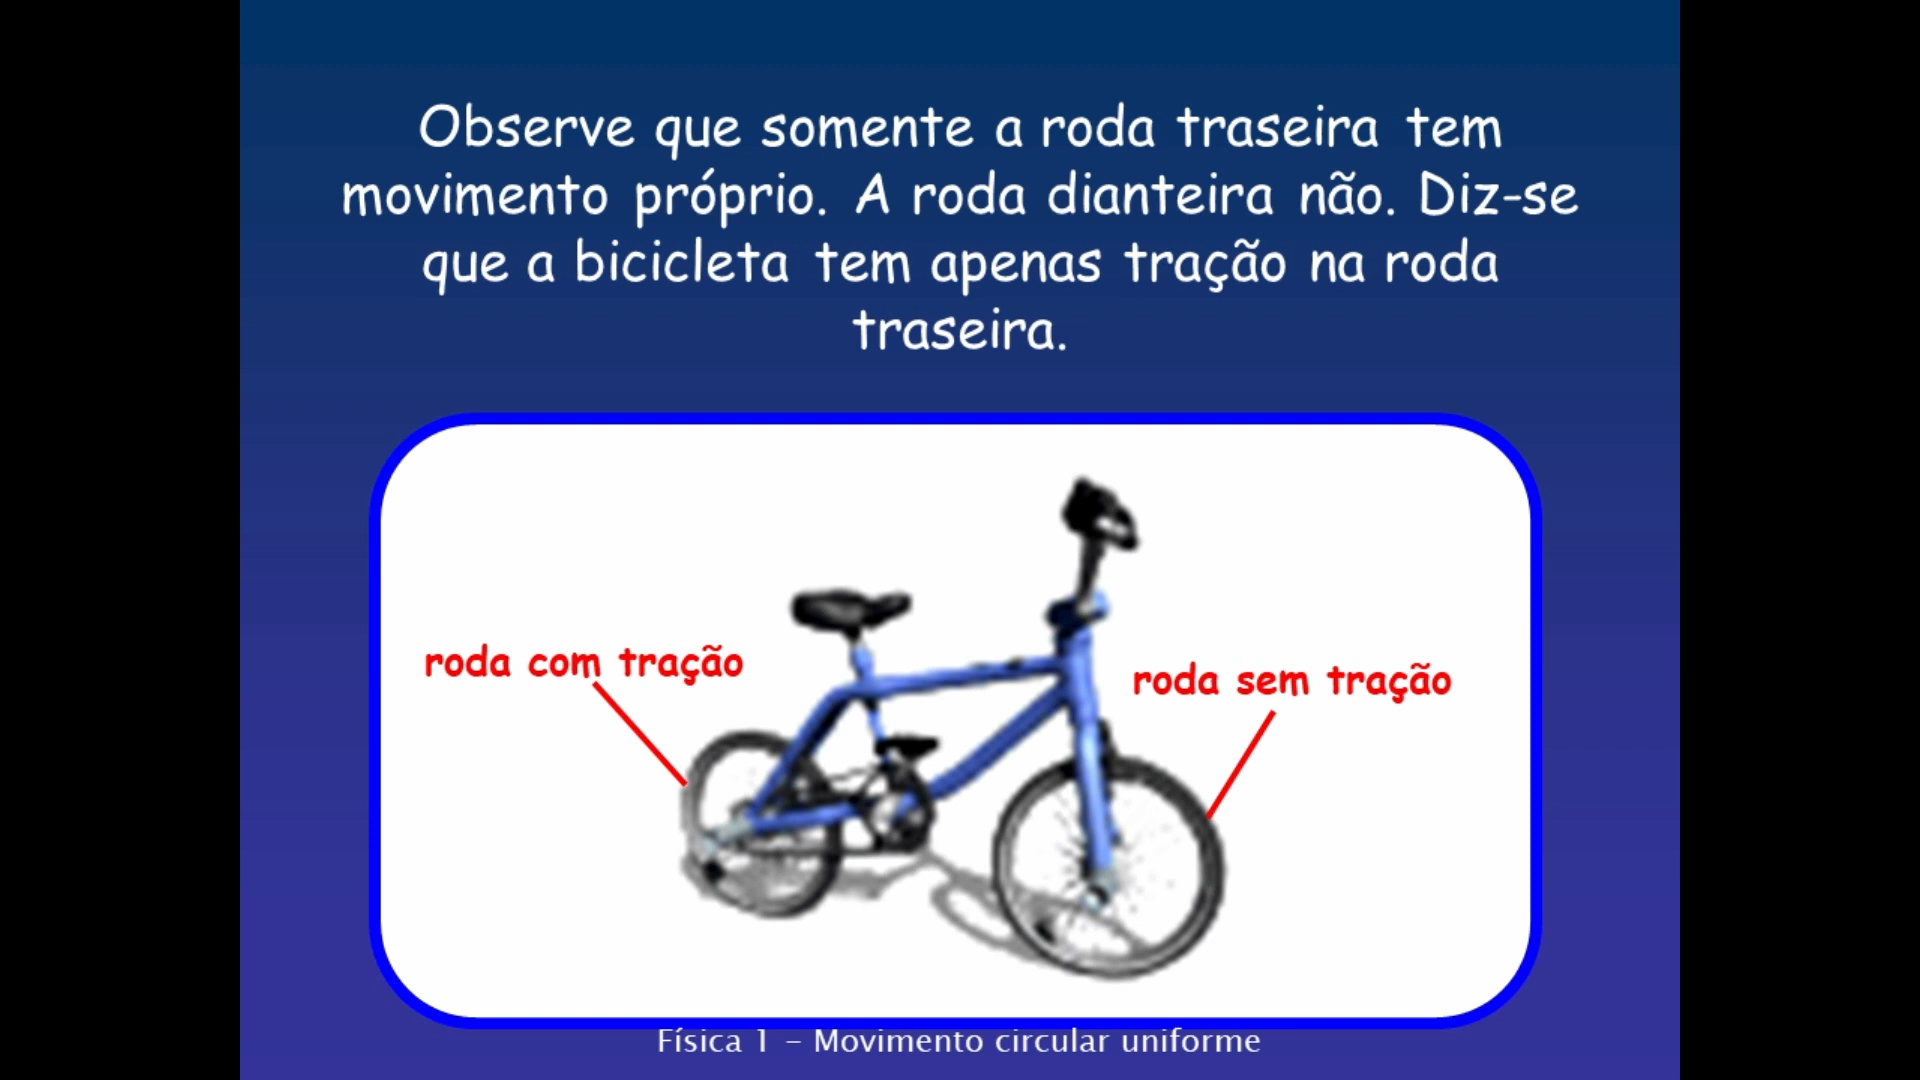 Observe que somente a roda traseira tem
movimento próprio. A roda dianteira não. Diz-se
que a bicicleta tem apenas tração na roda
traseira.
roda com tração
roda sem tração
Física 1 - Movimento circular uniforme